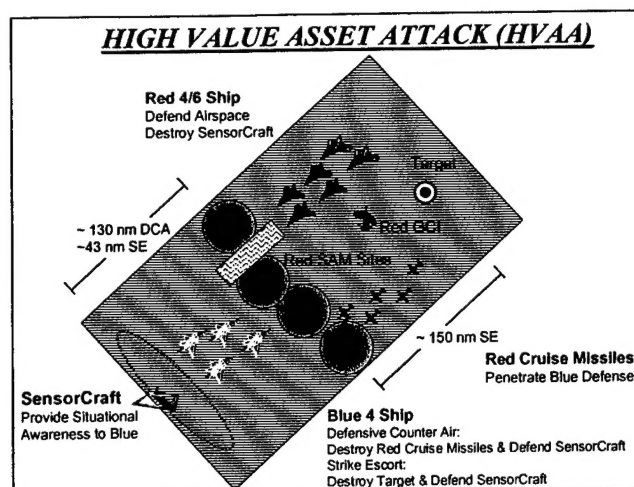 HIGH VALUE ASSET ATTACK (HVAA)
Red 4/6 Ship
Defend Airspace
Destroy SensorCraft
Target
Red GCI
~ 130 nm DCA
~43 nm SE
Red SAM Sites
~ 150 nm SE
Red Cruise Missiles
Penetrate Blue Defense
SensorCraft
Provide Situational
Awareness to Blue
Blue 4 Ship
Defensive Counter Air:
Destroy Red Cruise Missiles & Defend SensorCraft
Strike Escort:
Destroy Target & Defend SensorCraft